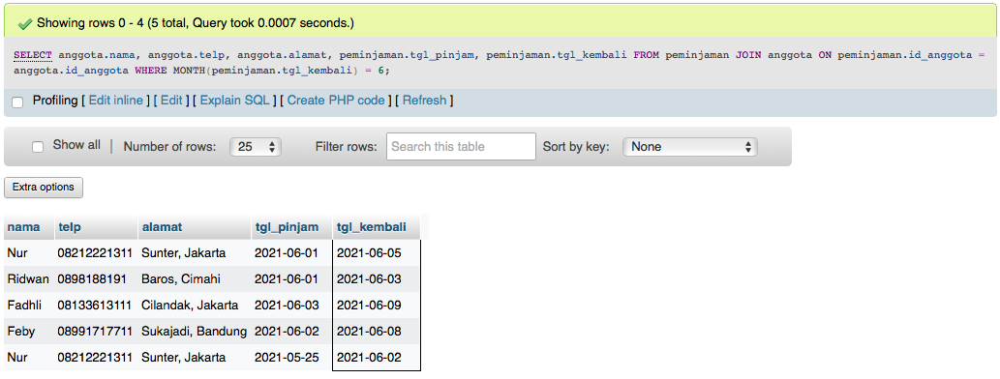 Showing rows 0 - 4 (5 total, Query took 0.0007 seconds.)
SELECT anggota.nama, anggota.telp, anggota.alamat, peminjaman.tgl_pinjam, peminjaman.tgl_kembali FROM peminjaman JOIN anggota ON peminjaman.id_anggota =
anggota.id_anggota WHERE MONTH(peminjaman.tgl_kembali) = 6;
Profiling [ Edit inline ] [ Edit ] [ Explain SQL ] [ Create PHP code ] [ Refresh ]
Show all | Number of rows: 25 Filter rows: Search this table Sort by key: None
Extra options
nama telp alamat tgl_pinjam tgl_kembali
Nur 08212221311 Sunter, Jakarta 2021-06-01 2021-06-05
Ridwan 0898188191 Baros, Cimahi 2021-06-01 2021-06-03
Fadhli 08133613111 Cilandak, Jakarta 2021-06-03 2021-06-09
Feby 08991717711 Sukajadi, Bandung 2021-06-02 2021-06-08
Nur 08212221311 Sunter, Jakarta 2021-05-25 2021-06-02